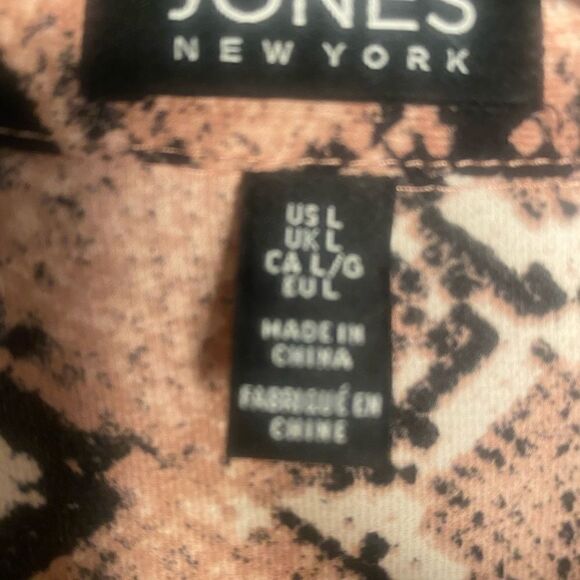 JONES
NEW YORK
US L
UK L
CA L/G
EU L
MADE IN
CHINA
FABRIQUÉ EN
CHINE